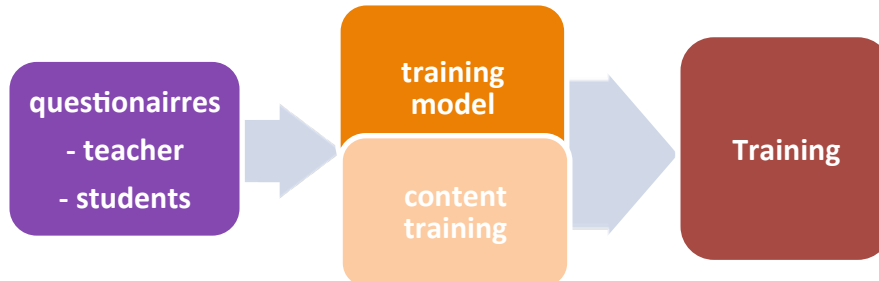 questionairres
- teacher
- students
training
model
content
training
Training